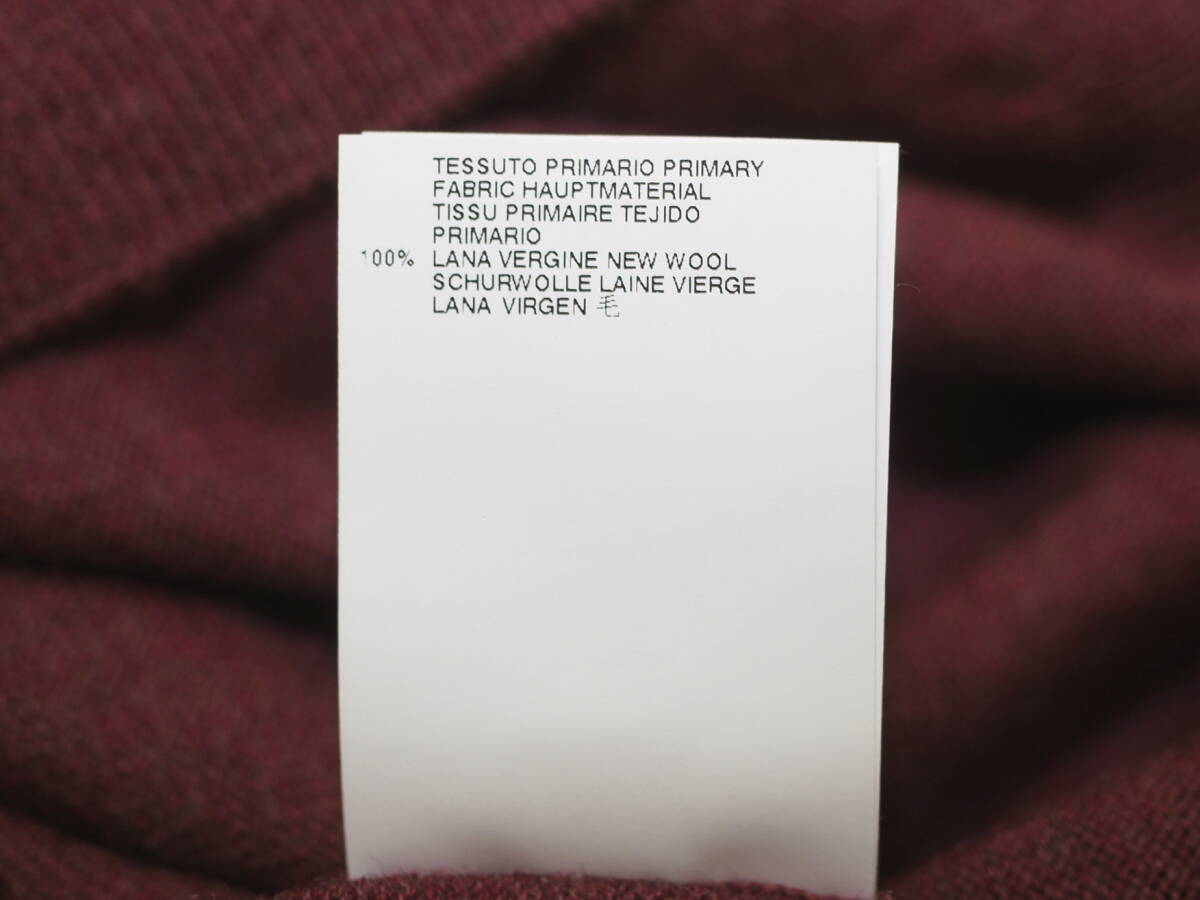 TESSUTO PRIMARIO PRIMARY
FABRIC HAUPTMATERIAL
TISSU PRIMAIRE TEJIDO
PRIMARIO
100% LANA VERGINE NEW WOOL
SCHURWOLLE LAINE VIERGE
LANA VIRGEN 毛